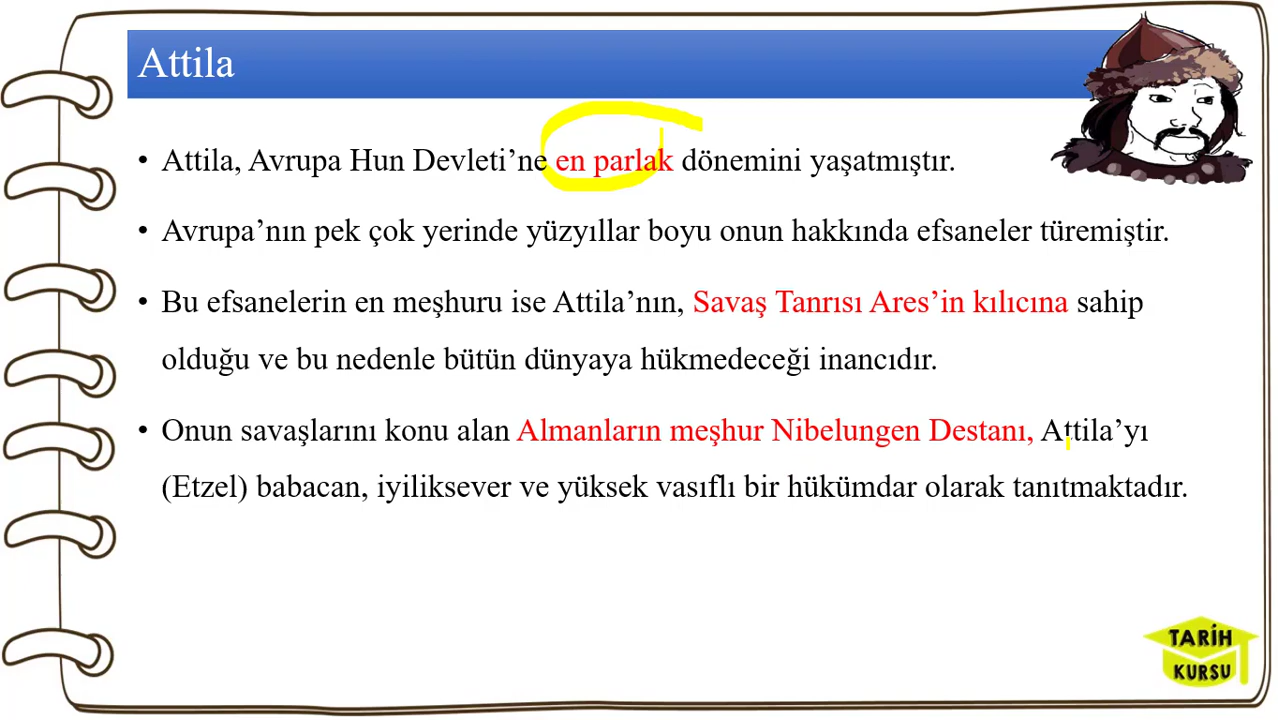 Attila
• Attila, Avrupa Hun Devleti’ne en parlak dönemini yaşatmıştır.
• Avrupa’nın pek çok yerinde yüzyıllar boyu onun hakkında efsaneler türemiştir.
• Bu efsanelerin en meşhuru ise Attila’nın, Savaş Tanrısı Ares’in kılıcına sahip
olduğu ve bu nedenle bütün dünyaya hükmedeceği inancıdır.
• Onun savaşlarını konu alan Almanların meşhur Nibelungen Destanı, Attila’yı
(Etzel) babacan, iyiliksever ve yüksek vasıflı bir hükümdar olarak tanıtmaktadır.
TARİH
KURSU